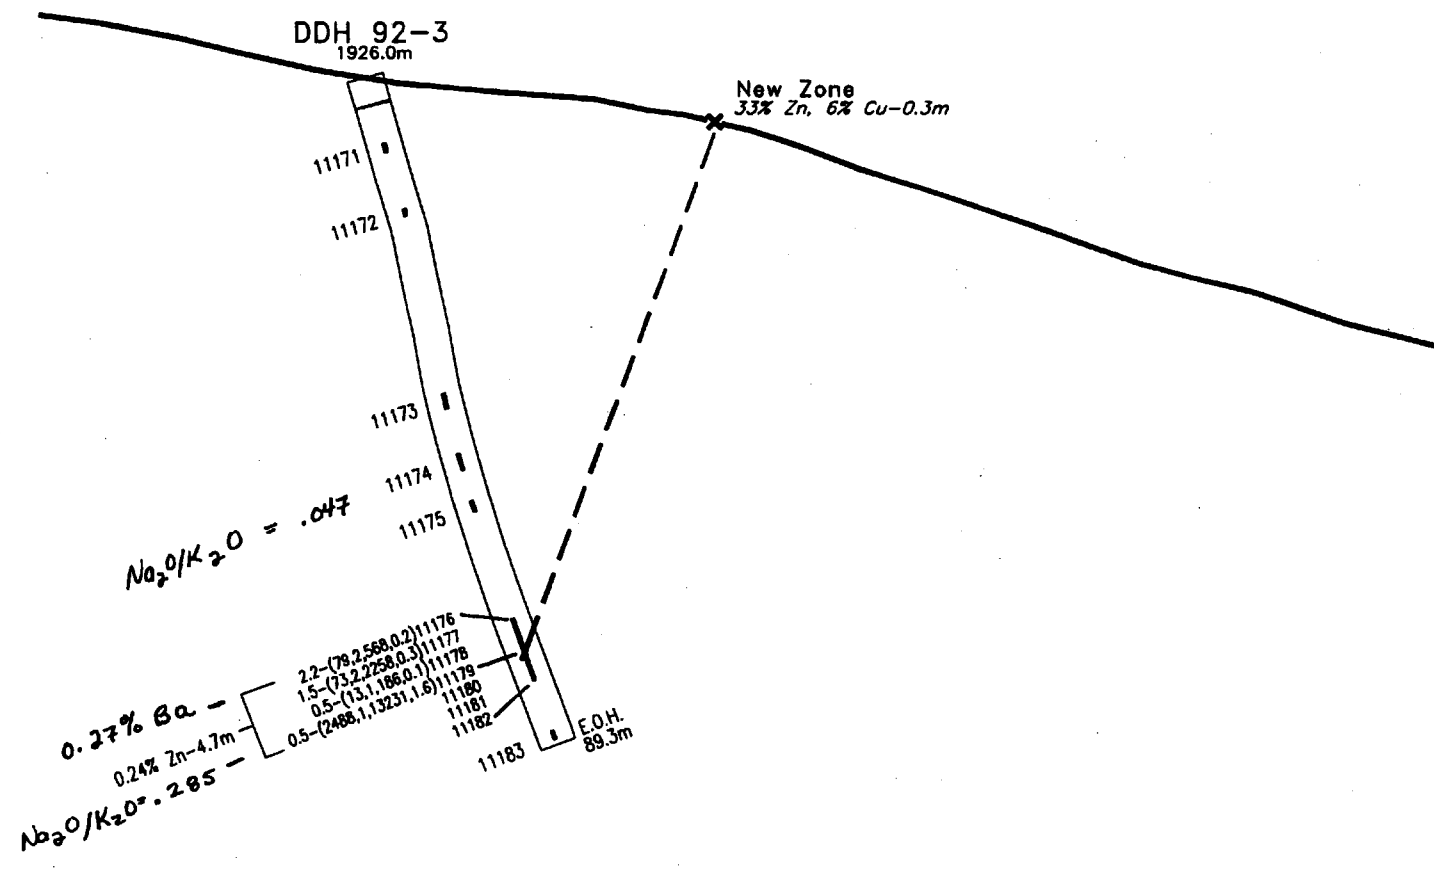 DDH 92-3
1926.0m
New Zone
33% Zn, 6% Cu-0.3m
11171
11172
11173
11174
11175
Na2O/K2O = .047
2.2-(79,2,568,0.2)11176
1.5-(73,2,2258,0.3)11177
0.5-(13,1,186,0.1)11178
0.5-(2488,1,13231,1.6)11179
11180
11181
11182
0.27% Ba -
0.24% Zn-4.7m
Na2O/K2O= .285 -
11183
E.O.H.
89.3m